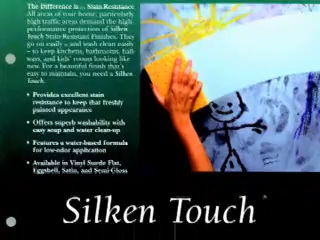 The Difference is... Stain Resistance
All areas of your home, particularly
high traffic areas demand the high-
performance protection of Silken
Touch Stain Resistant Finishes. They
go on easily – and wash clean easily
– to keep kitchens, bathrooms, hall-
ways, and kids' rooms looking like
new. For a beautiful finish that's
easy to maintain, you need a Silken
Touch.
• Provides excellent stain
resistance to keep that freshly
painted appearance
• Offers superb washability with
easy soap and water clean-up
• Features a water-based formula
for low-odor application
• Available in Vinyl Suede Flat,
Eggshell, Satin, and Semi-Gloss
Silken Touch